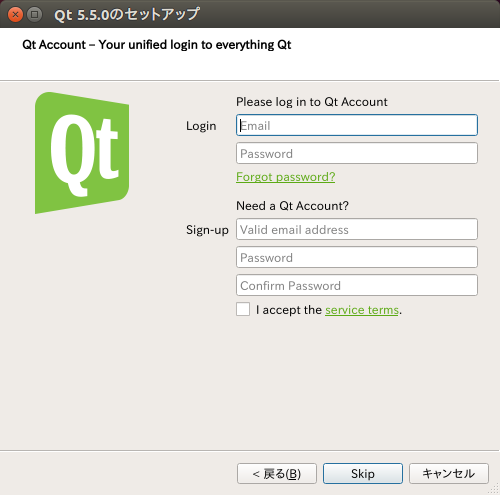 Qt 5.5.0のセットアップ
Qt Account – Your unified login to everything Qt
Qt
Please log in to Qt Account
Login
Email
Password
Forgot password?
Need a Qt Account?
Sign-up
Valid email address
Password
Confirm Password
I accept the service terms.
< 戻る(B)
Skip
キャンセル